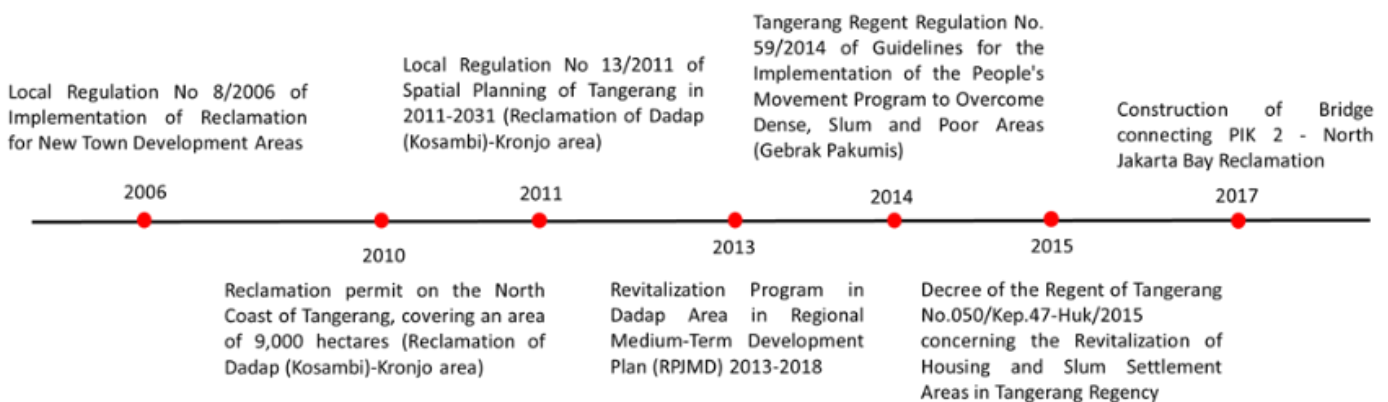 Local Regulation No 8/2006 of
Implementation of Reclamation
for New Town Development Areas
2006
2010
Reclamation permit on the North
Coast of Tangerang, covering an area
of 9,000 hectares (Reclamation of
Dadap (Kosambi)-Kronjo area)
Local Regulation No 13/2011 of
Spatial Planning of Tangerang in
2011-2031 (Reclamation of Dadap
(Kosambi)-Kronjo area)
2011
2013
Revitalization Program in
Dadap Area in Regional
Medium-Term Development
Plan (RPJMD) 2013-2018
Tangerang Regent Regulation No.
59/2014 of Guidelines for the
Implementation of the People's
Movement Program to Overcome
Dense, Slum and Poor Areas
(Gebrak Pakumis)
2014
2015
Decree of the Regent of Tangerang
No.050/Kep.47-Huk/2015
concerning the Revitalization of
Housing and Slum Settlement
Areas in Tangerang Regency
Construction of Bridge
connecting PIK 2 - North
Jakarta Bay Reclamation
2017